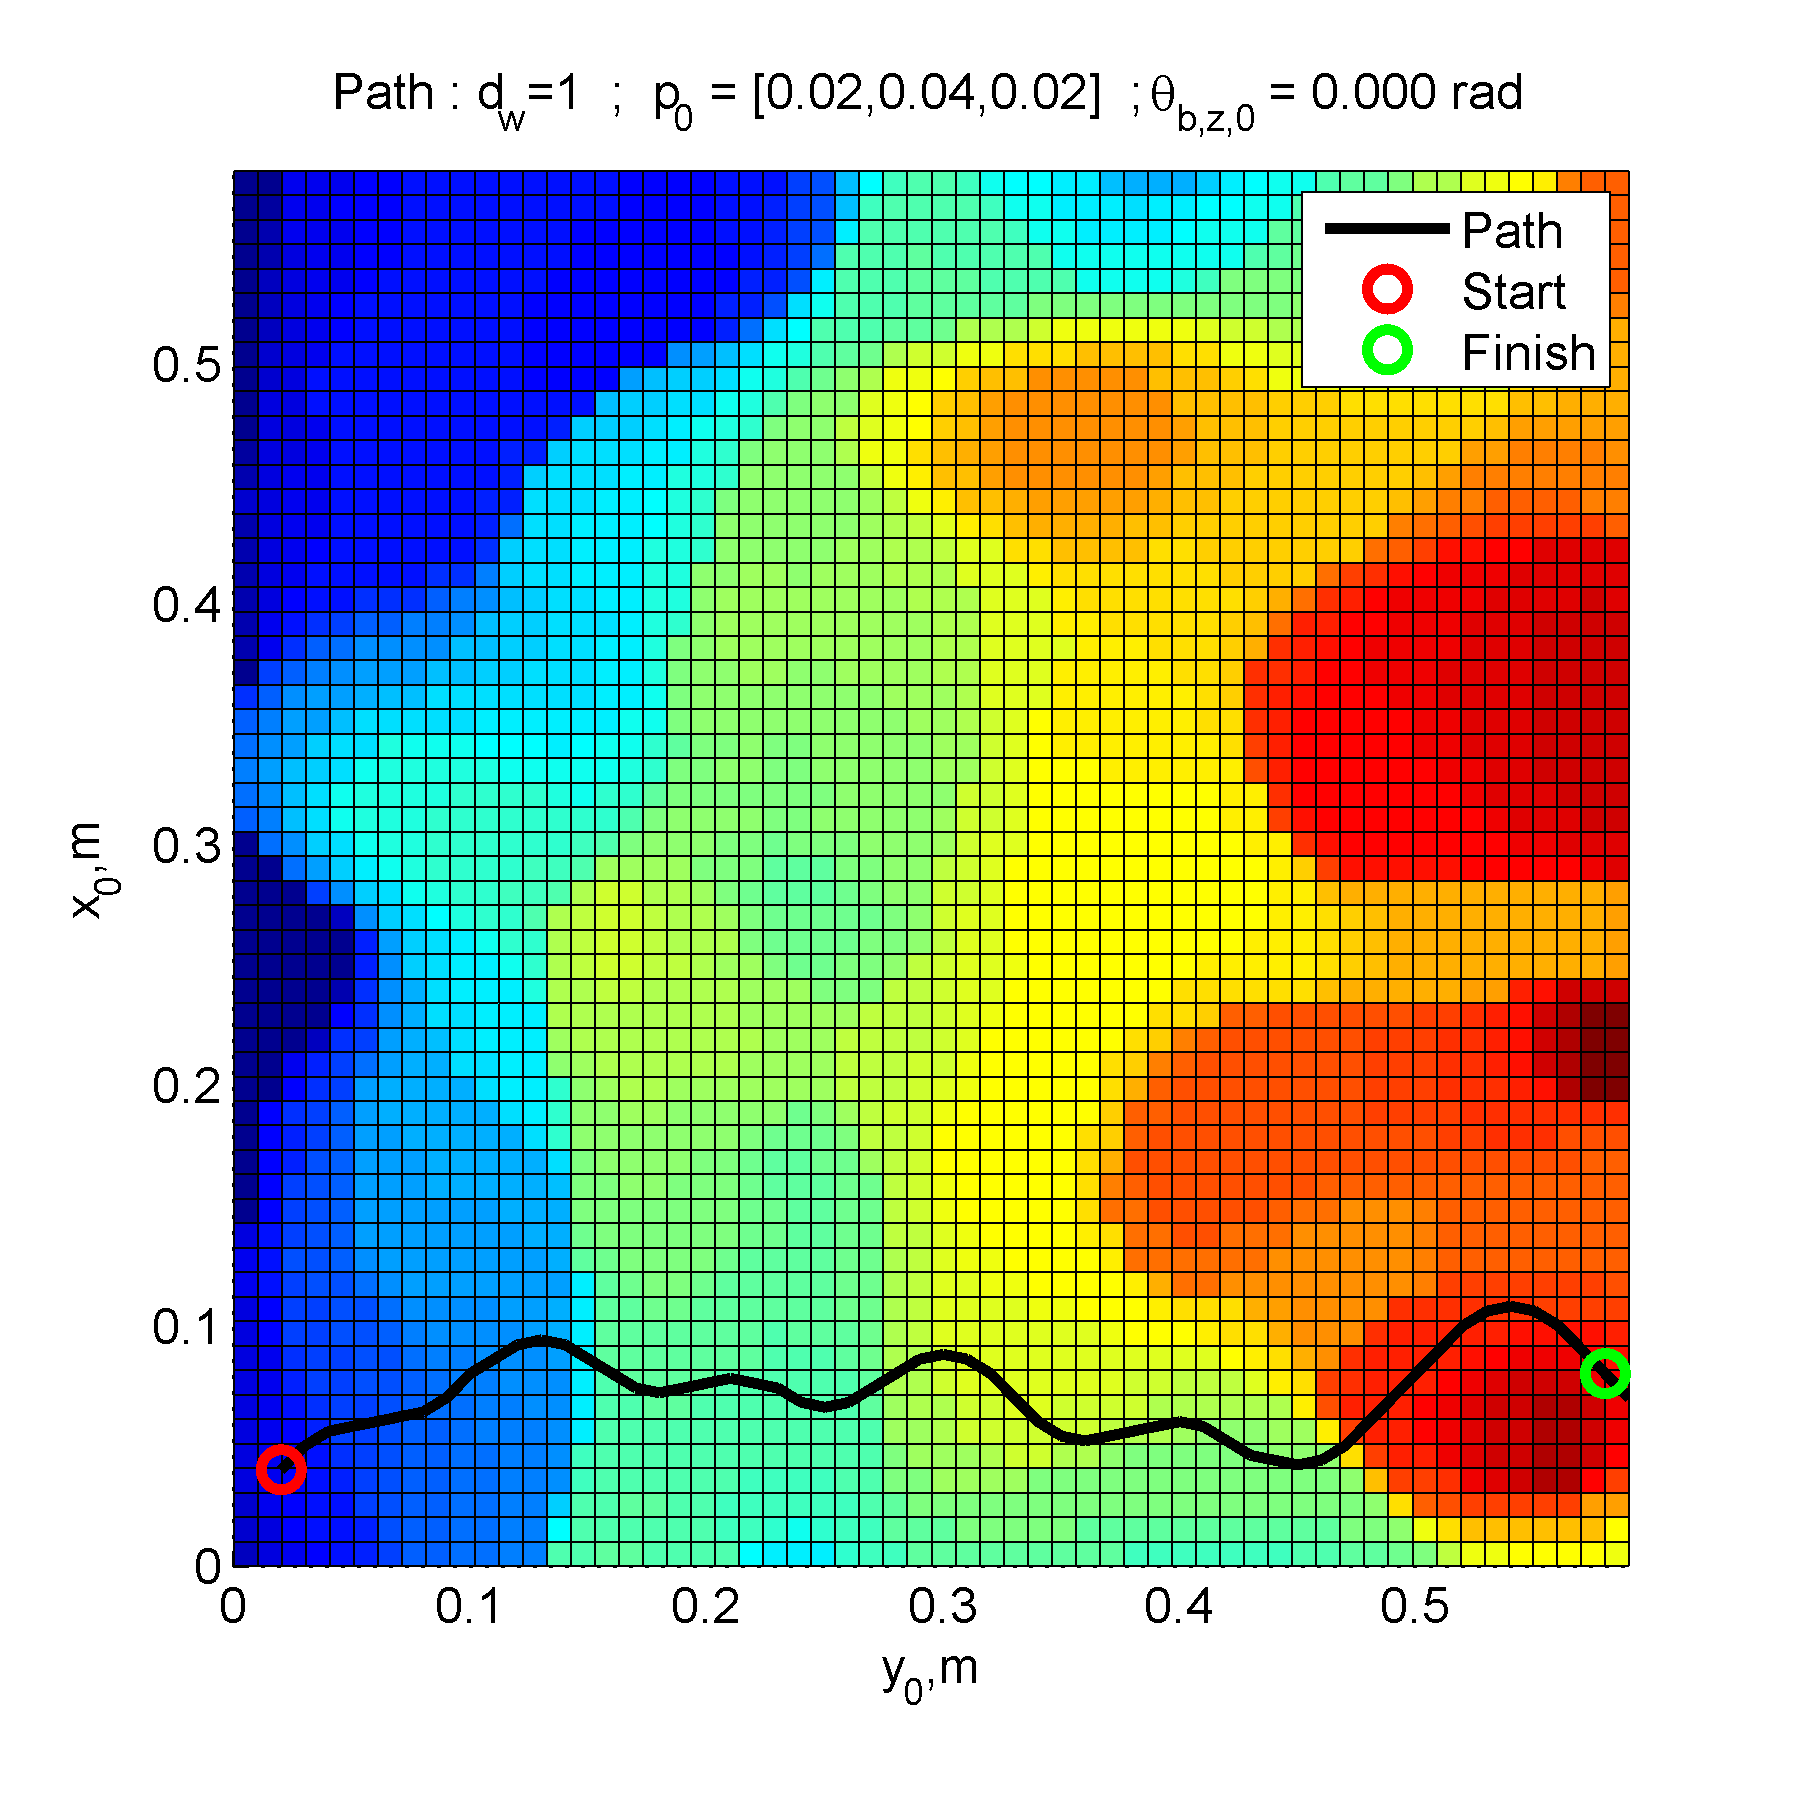 Path : d_w=1 ; p_0 = [0.02,0.04,0.02] ; θ_b,z,0 = 0.000 rad
Path
Start
Finish
0.5
0.4
0.3
0.2
0.1
0
x_0,m
0 0.1 0.2 0.3 0.4 0.5
y_0,m